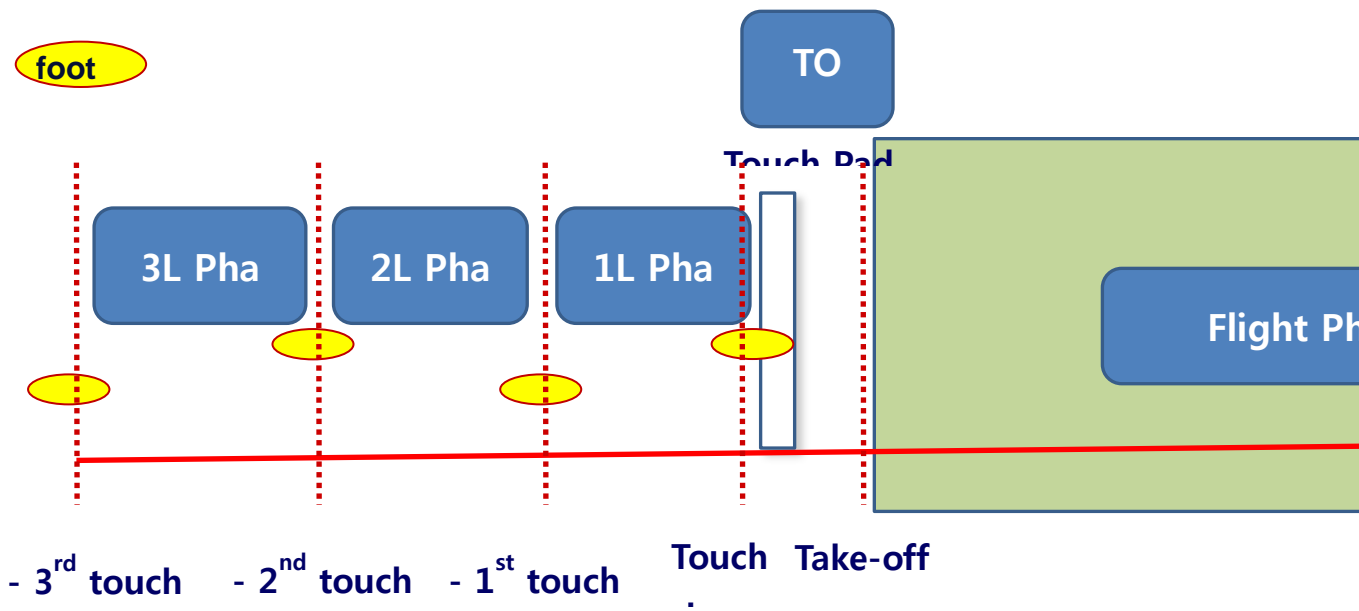 foot
TO
Touch Pad
3L Pha
2L Pha
1L Pha
Flight Ph
- 3rd touch
- 2nd touch
- 1st touch
Touch
Take-off